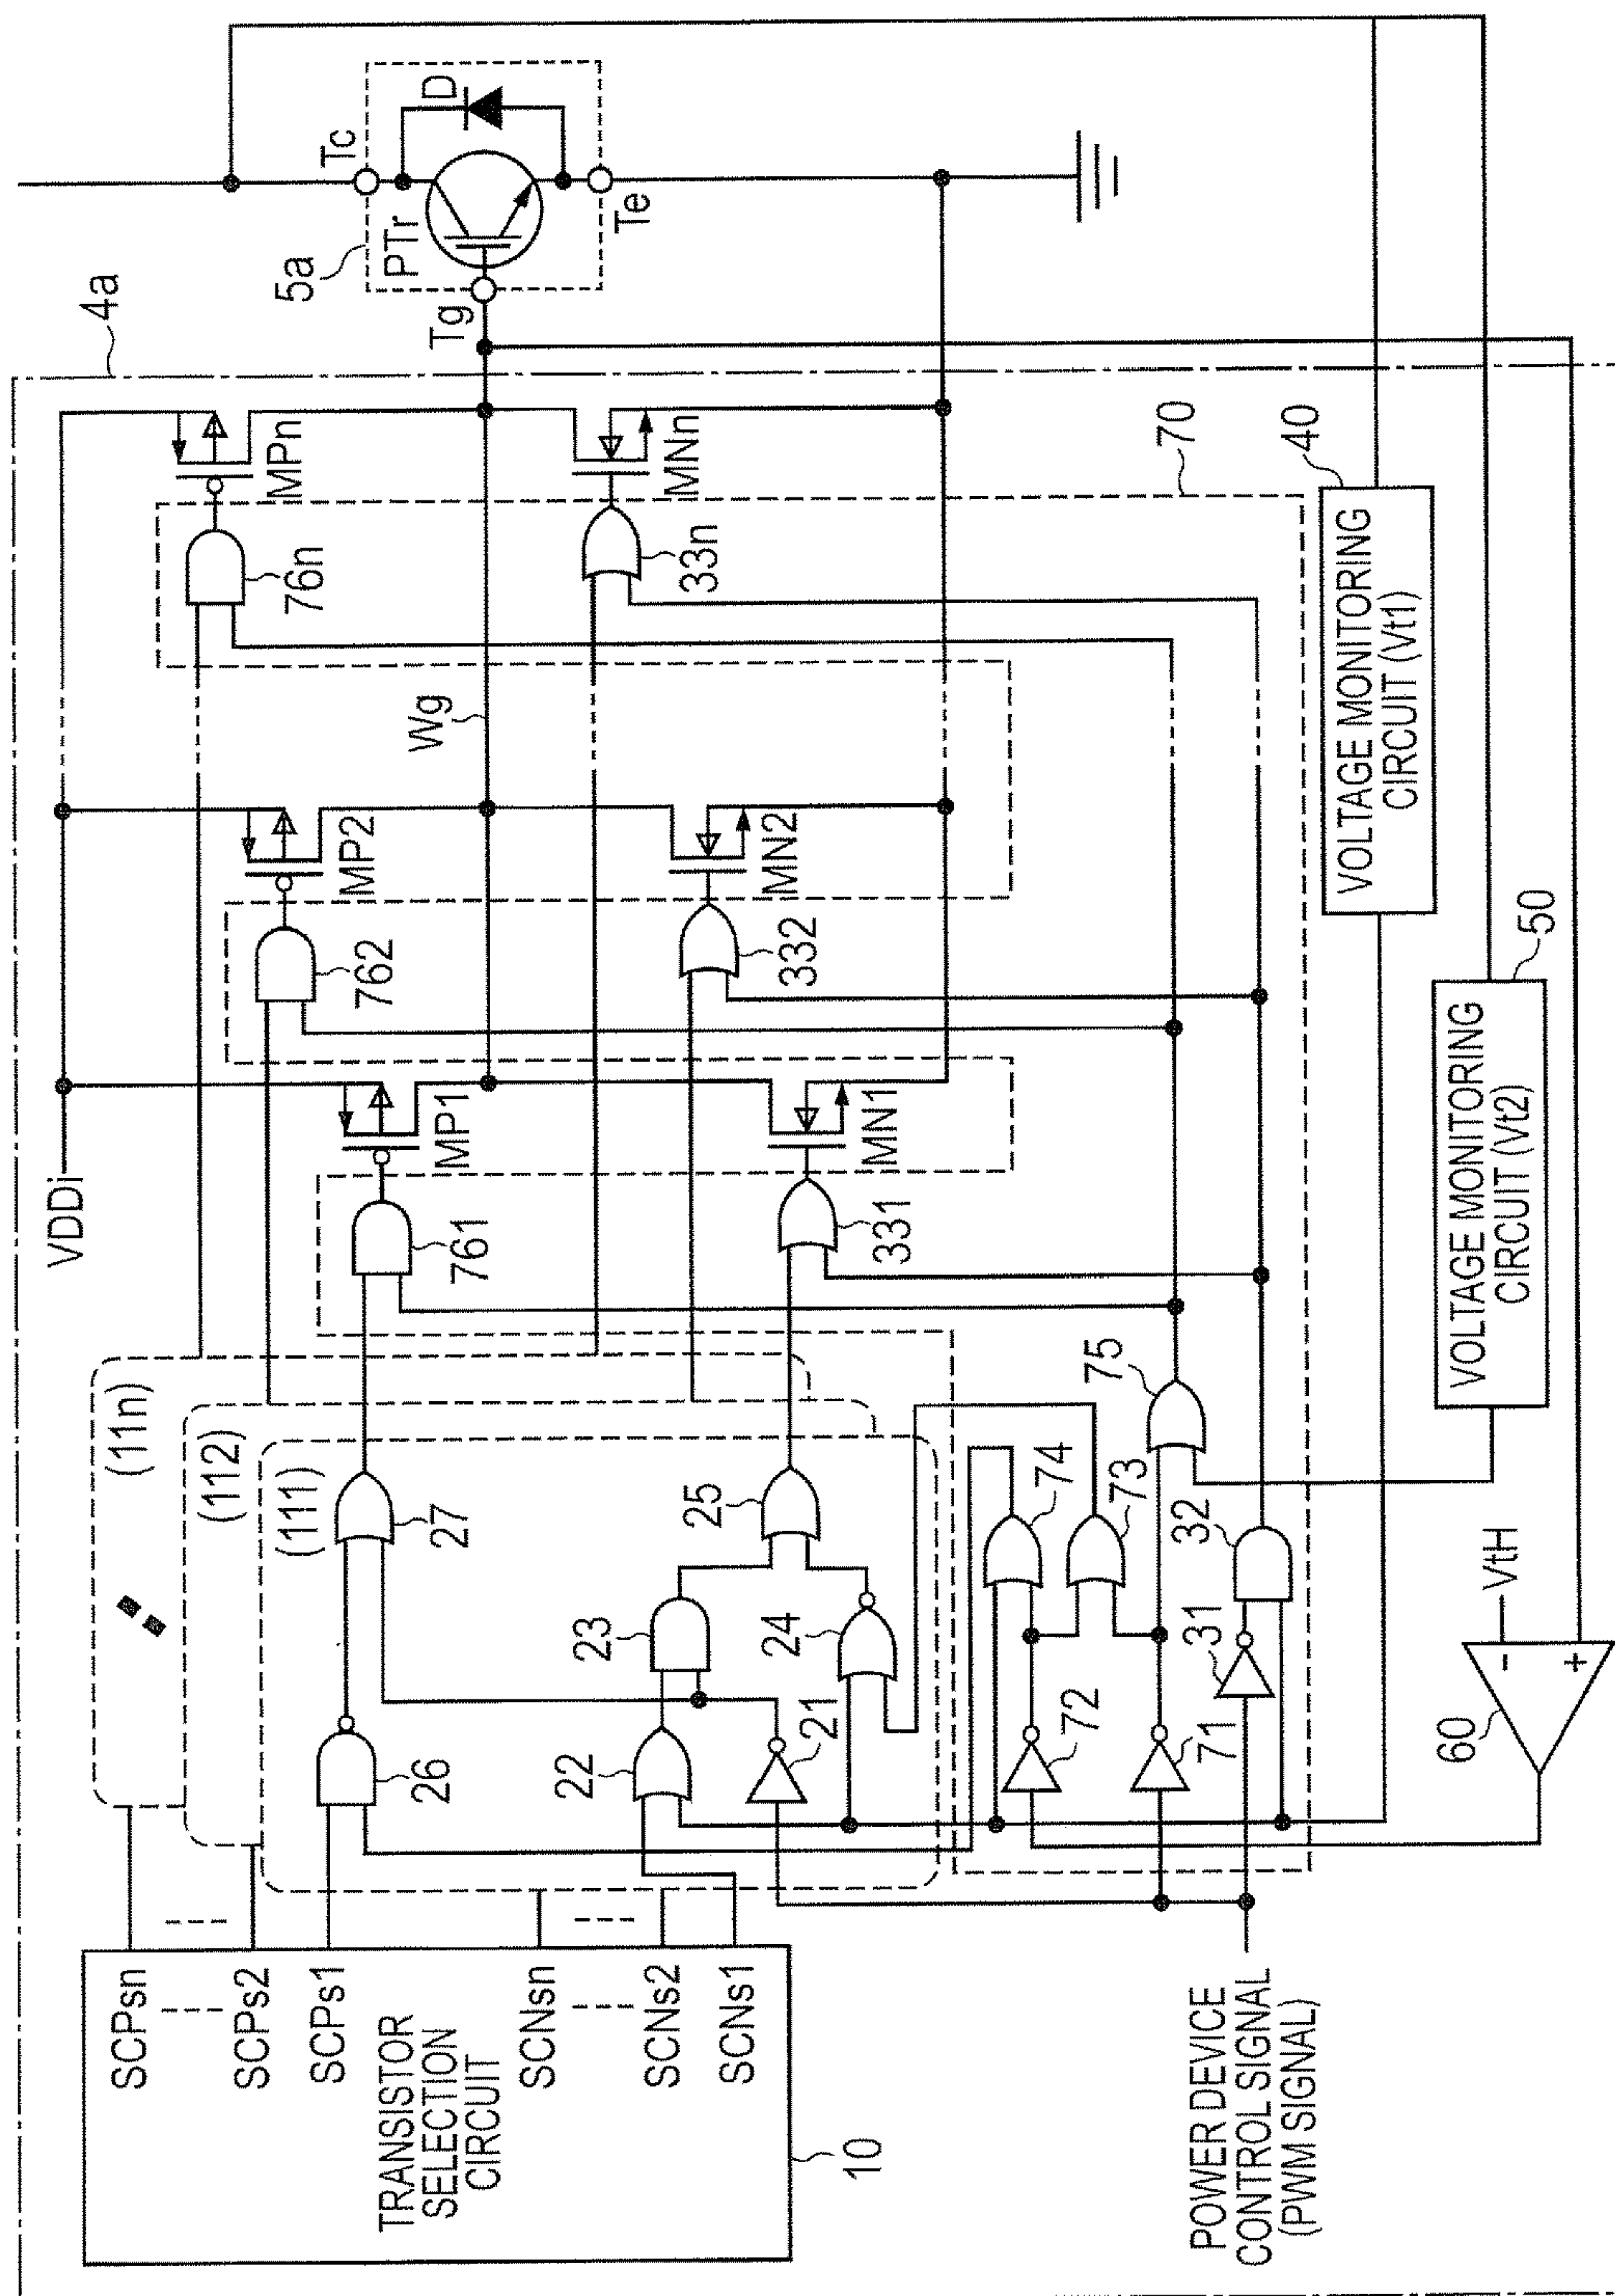 4a
VDDi
Tc
D
5a
PTr
Tg
Te
(11n)
(112)
(111)
SCPsn
SCPs2
SCPs1
SCNsn
SCNs2
SCNs1
TRANSISTOR
SELECTION
CIRCUIT
10
26
27
22
23
21
24
25
761
MP1
762
MP2
76n
MPn
Wg
331
MN1
332
MN2
33n
MNn
70
72
71
74
73
75
31
32
POWER DEVICE
CONTROL SIGNAL
(PWM SIGNAL)
VOLTAGE MONITORING
CIRCUIT (Vt1)
40
VOLTAGE MONITORING
CIRCUIT (Vt2)
50
60
VtH
-
+